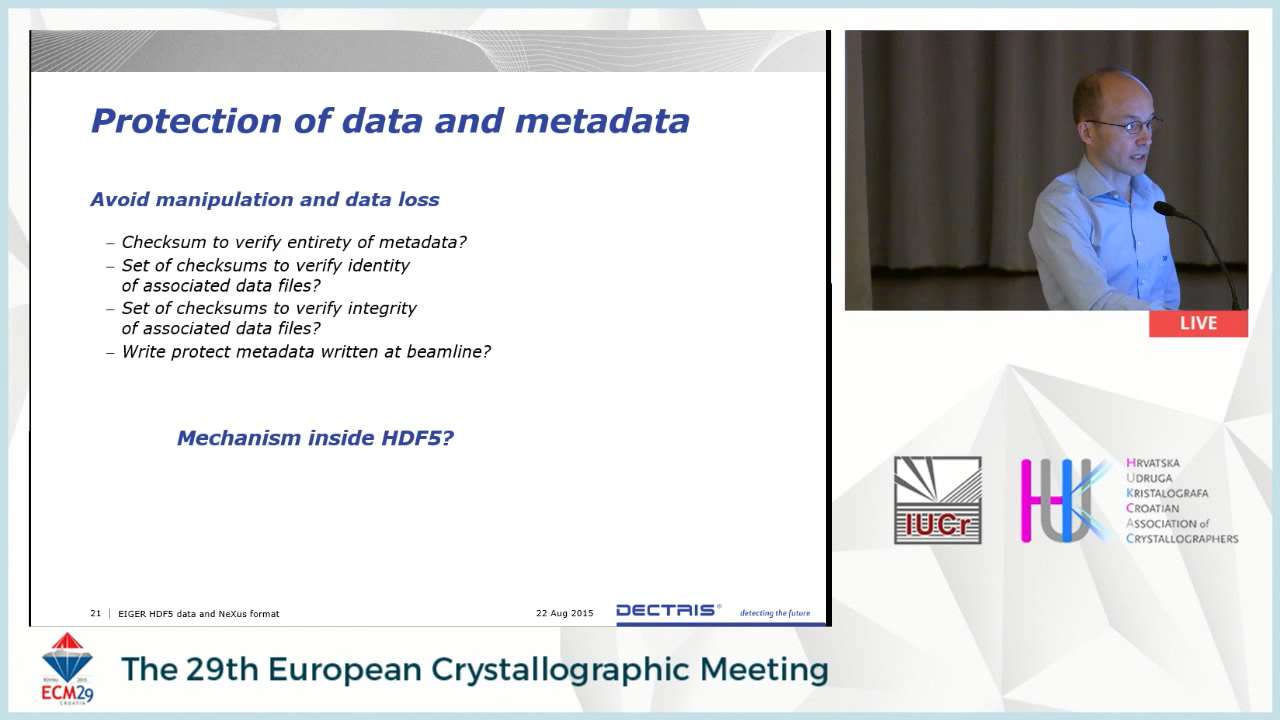 Protection of data and metadata
Avoid manipulation and data loss
– Checksum to verify entirety of metadata?
– Set of checksums to verify identity
of associated data files?
– Set of checksums to verify integrity
of associated data files?
– Write protect metadata written at beamline?
Mechanism inside HDF5?
21 | EIGER HDF5 data and NeXus format
22 Aug 2015
DECTRIS®
detecting the future
LIVE
IUCr
HUK
HRVATSKA
UDRUGA
KRISTALOGRAFA
CROATIAN
ASSOCIATION of
CRYSTALLOGRAPHERS
ECM29
CROATIA
The 29th European Crystallographic Meeting